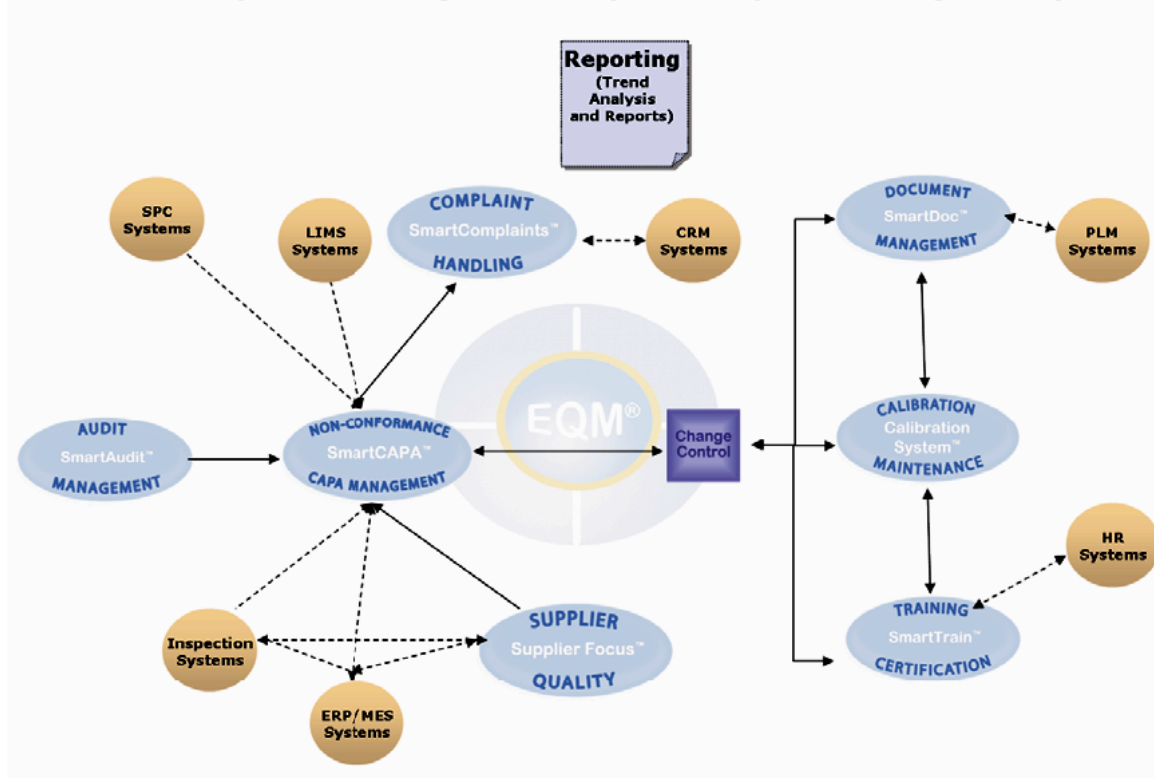 Reporting
(Trend
Analysis
and Reports)
SPC
Systems
LIMS
Systems
COMPLAINT
SmartComplaints™
HANDLING
CRM
Systems
DOCUMENT
SmartDoc™
MANAGEMENT
PLM
Systems
AUDIT
SmartAudit™
MANAGEMENT
NON-CONFORMANCE
SmartCAPA™
CAPA MANAGEMENT
EQM®
Change
Control
CALIBRATION
Calibration
System™
MAINTENANCE
HR
Systems
Inspection
Systems
ERP/MES
Systems
SUPPLIER
Supplier Focus™
QUALITY
TRAINING
SmartTrain™
CERTIFICATION